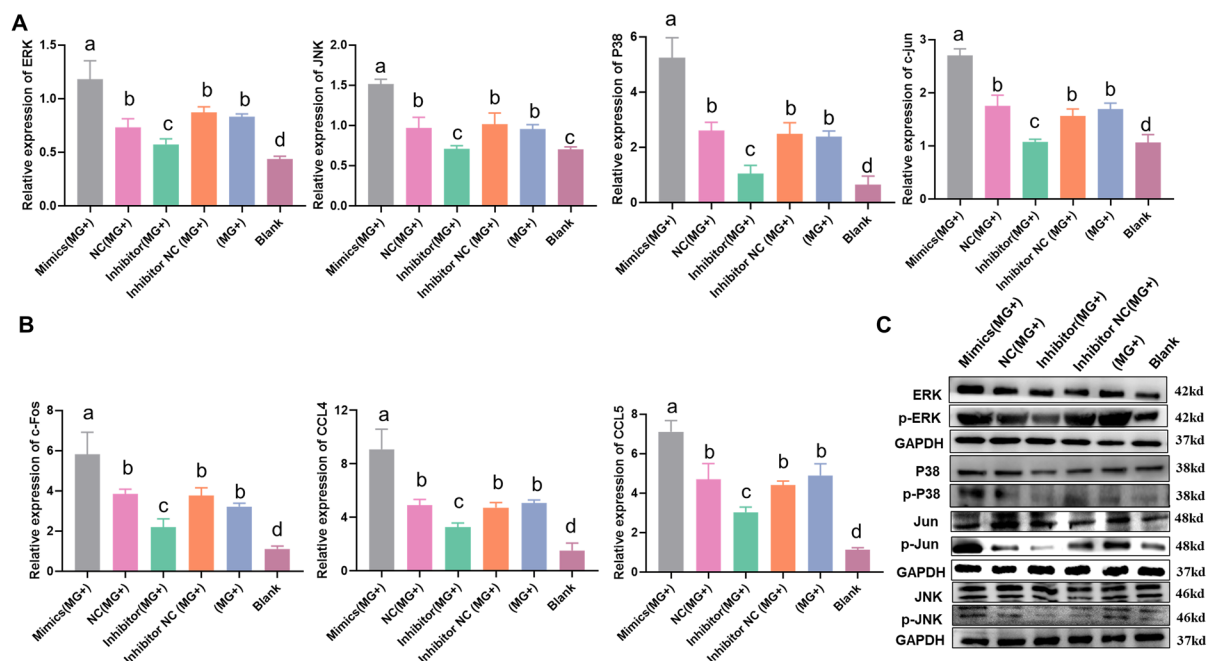 A
Relative expression of ERK
1.5
1.0
0.5
0.0
a
b
c
b
b
d
Mimics(MG+)
NC(MG+)
Inhibitor(MG+)
Inhibitor NC (MG+)
(MG+)
Blank
Relative expression of JNK
2.0
1.5
1.0
0.5
0.0
a
b
c
b
b
c
Mimics(MG+)
NC(MG+)
Inhibitor(MG+)
Inhibitor NC (MG+)
(MG+)
Blank
Relative expression of P38
6
4
2
0
a
b
c
b
b
d
Mimics(MG+)
NC(MG+)
Inhibitor(MG+)
Inhibitor NC (MG+)
(MG+)
Blank
Relative expression of c-jun
3
2
1
0
a
b
c
b
b
d
Mimics(MG+)
NC(MG+)
Inhibitor(MG+)
Inhibitor NC (MG+)
(MG+)
Blank
B
Relative expression of c-Fos
8
6
4
2
0
a
b
c
b
b
d
Mimics(MG+)
NC(MG+)
Inhibitor(MG+)
Inhibitor NC (MG+)
(MG+)
Blank
Relative expression of CCL4
12
9
6
3
0
a
b
c
b
b
d
Mimics(MG+)
NC(MG+)
Inhibitor(MG+)
Inhibitor NC (MG+)
(MG+)
Blank
Relative expression of CCL5
8
6
4
2
0
a
b
c
b
b
d
Mimics(MG+)
NC(MG+)
Inhibitor(MG+)
Inhibitor NC (MG+)
(MG+)
Blank
C
Mimics(MG+)
NC(MG+)
Inhibitor(MG+)
Inhibitor NC(MG+)
(MG+)
Blank
ERK 42kd
p-ERK 42kd
GAPDH 37kd
P38 38kd
p-P38 38kd
Jun 48kd
p-Jun 48kd
GAPDH 37kd
JNK 46kd
p-JNK 46kd
GAPDH 37kd